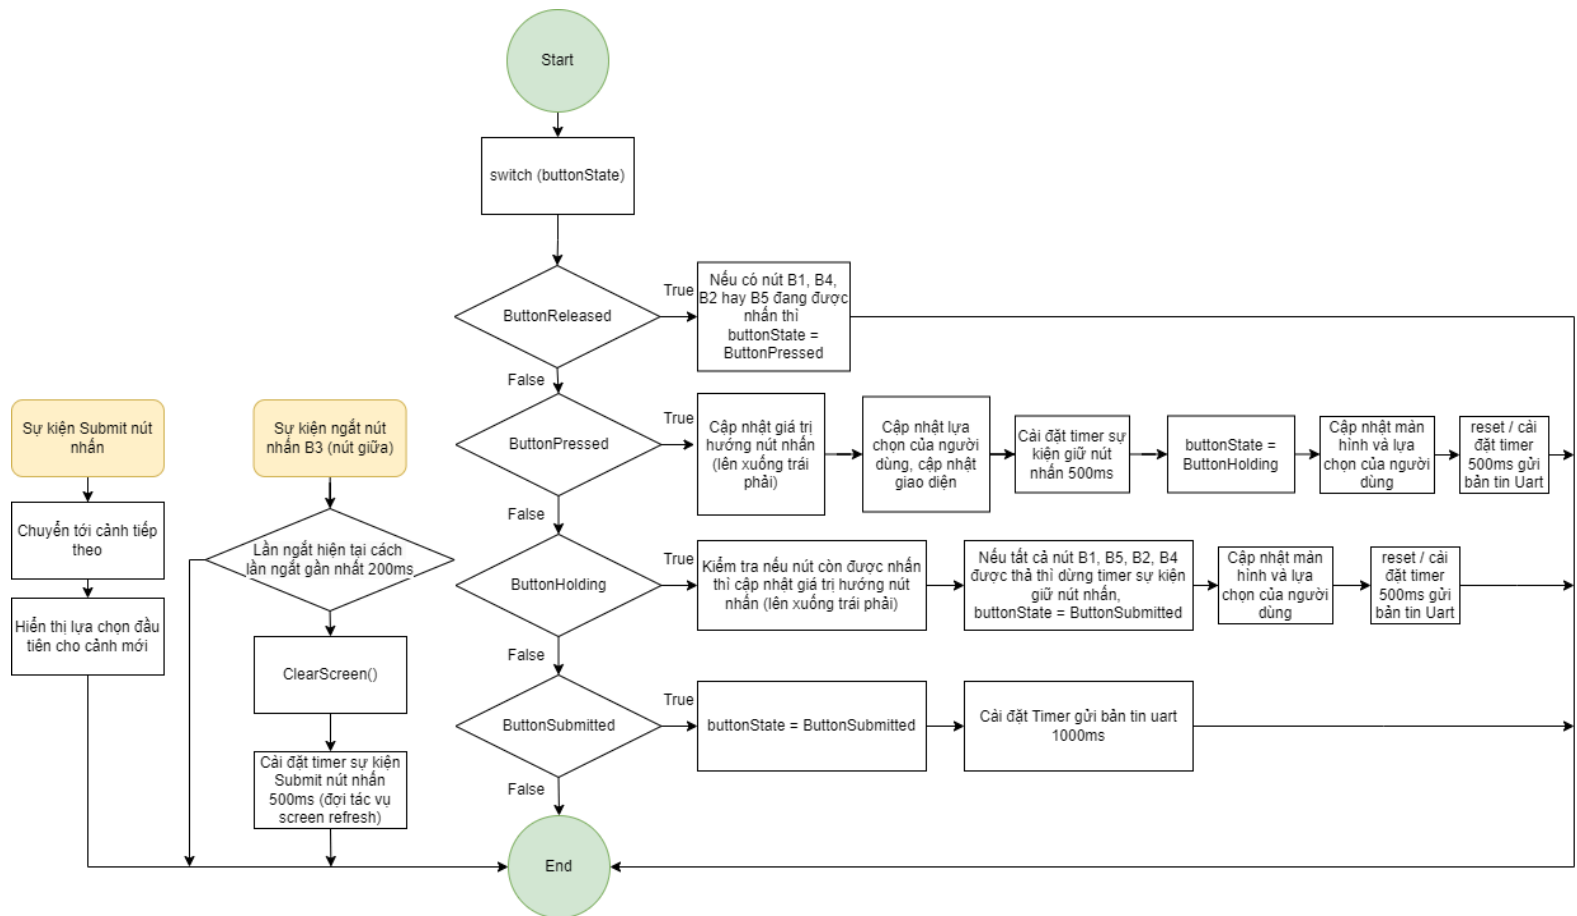 Start
switch (buttonState)
ButtonReleased
True
Nếu có nút B1, B4,
B2 hay B5 đang được
nhấn thì
buttonState =
ButtonPressed
False
ButtonPressed
True
Cập nhật giá trị
hướng nút nhấn
(lên xuống trái
phải)
Cập nhật lựa
chọn của người
dùng, cập nhật
giao diện
Cài đặt timer sự
kiện giữ nút
nhấn 500ms
buttonState =
ButtonHolding
Cập nhật màn
hình và lựa
chọn của người
dùng
reset / cài
đặt timer
500ms gửi
bản tin Uart
False
ButtonHolding
True
Kiểm tra nếu nút còn được nhấn
thì cập nhật giá trị hướng nút
nhấn (lên xuống trái phải)
Nếu tất cả nút B1, B5, B2, B4
được thả thì dừng timer sự kiện
giữ nút nhấn,
buttonState = ButtonSubmitted
Cập nhật màn
hình và lựa
chọn của người
dùng
reset / cài
đặt timer
500ms gửi
bản tin Uart
False
ButtonSubmitted
True
buttonState = ButtonSubmitted
Cài đặt Timer gửi bản tin uart
1000ms
False
End
Sự kiện Submit nút
nhấn
Chuyển tới cảnh tiếp
theo
Hiển thị lựa chọn đầu
tiên cho cảnh mới
Sự kiện ngắt nút
nhấn B3 (nút giữa)
Lần ngắt hiện tại cách
lần ngắt gần nhất 200ms
ClearScreen()
Cài đặt timer sự kiện
Submit nút nhấn
500ms (đợi tác vụ
screen refresh)